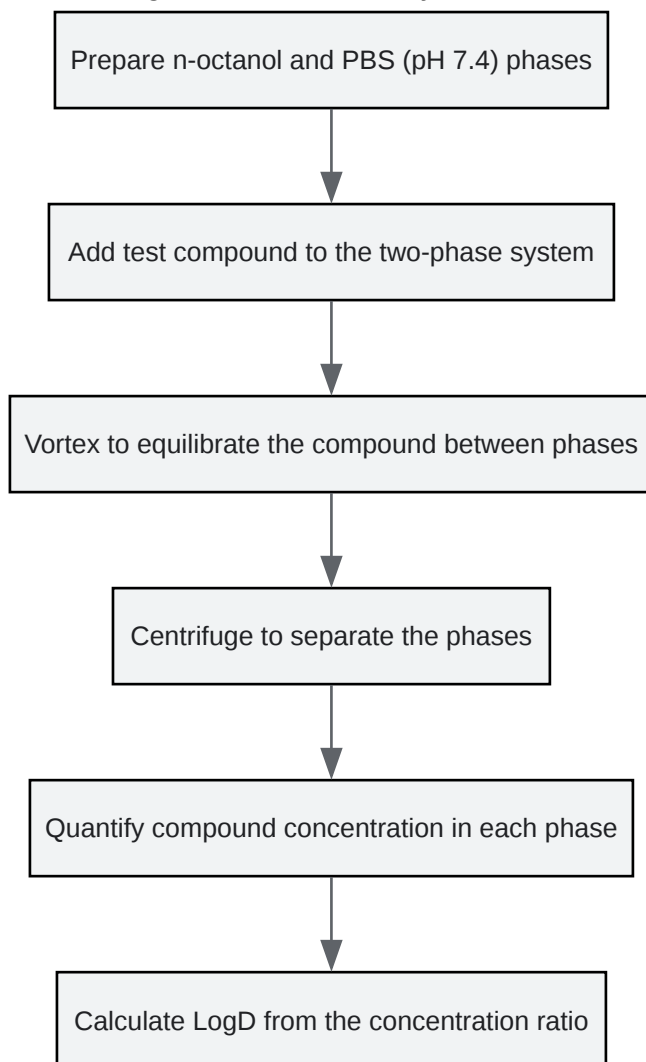 Prepare n-octanol and PBS (pH 7.4) phases
Add test compound to the two-phase system
Vortex to equilibrate the compound between phases
Centrifuge to separate the phases
Quantify compound concentration in each phase
Calculate LogD from the concentration ratio